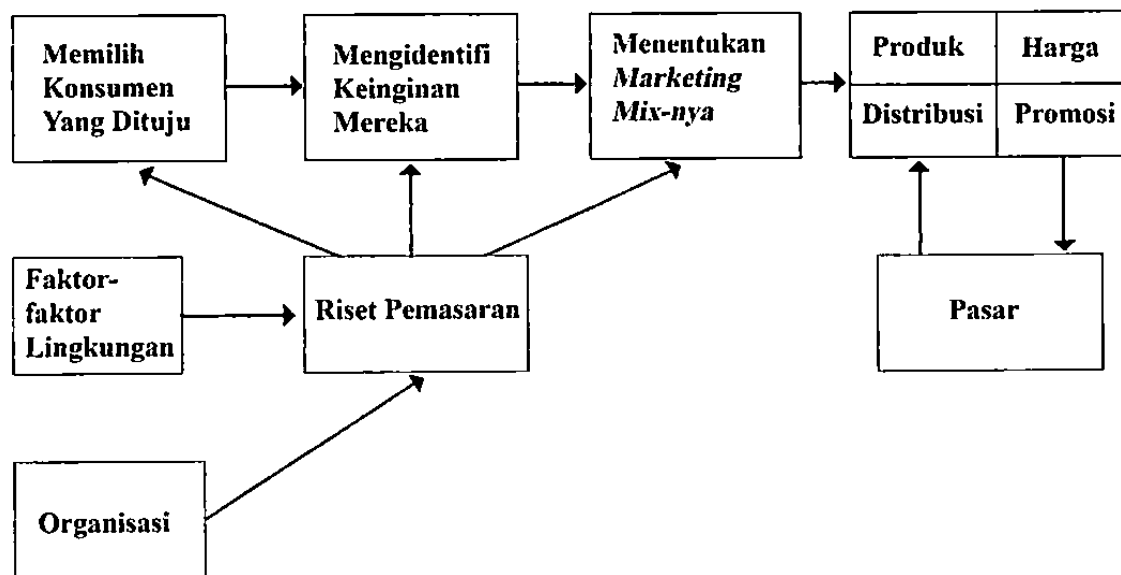 Memilih
Konsumen
Yang Dituju
Mengidentifi
Keinginan
Mereka
Menentukan
Marketing
Mix-nya
Produk
Harga
Distribusi
Promosi
Faktor-
faktor
Lingkungan
Riset Pemasaran
Pasar
Organisasi